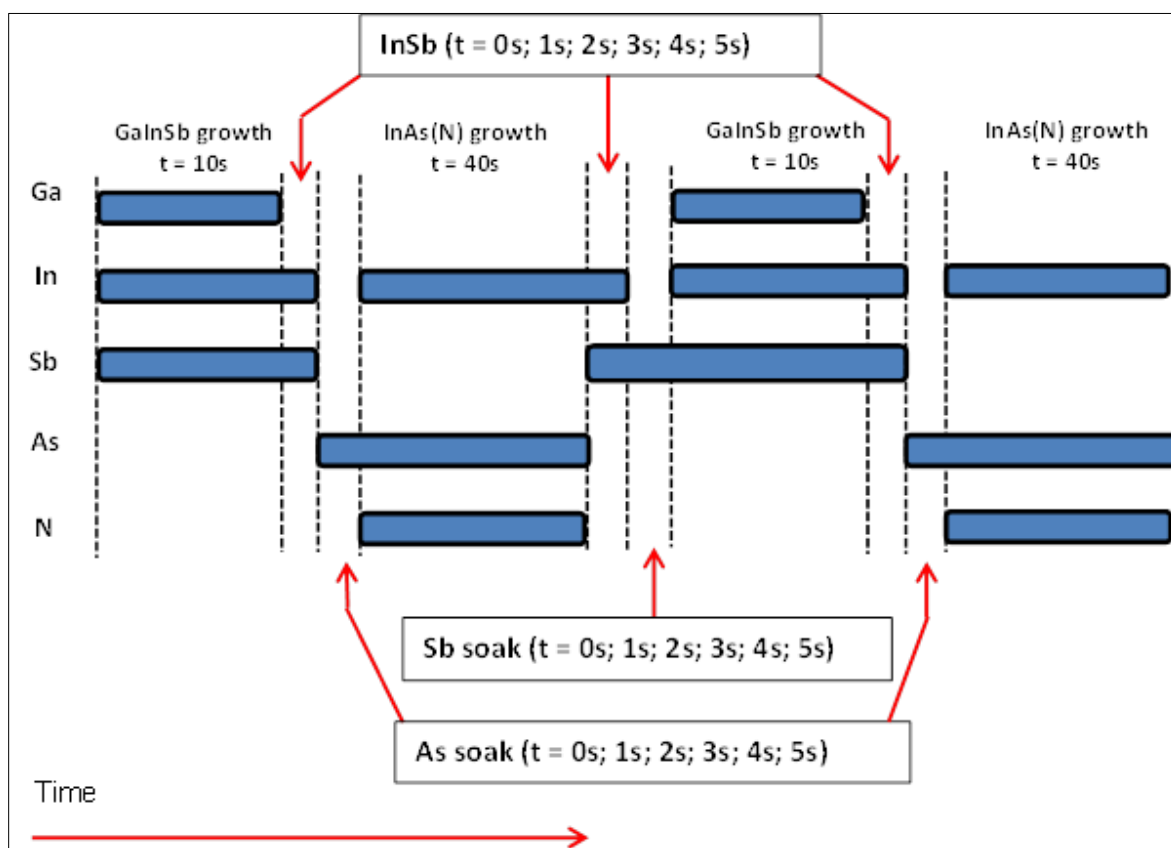 InSb (t = 0s; 1s; 2s; 3s; 4s; 5s)
GaInSb growth
t = 10s
InAs(N) growth
t = 40s
GaInSb growth
t = 10s
InAs(N) growth
t = 40s
Ga
In
Sb
As
N
Sb soak (t = 0s; 1s; 2s; 3s; 4s; 5s)
As soak (t = 0s; 1s; 2s; 3s; 4s; 5s)
Time